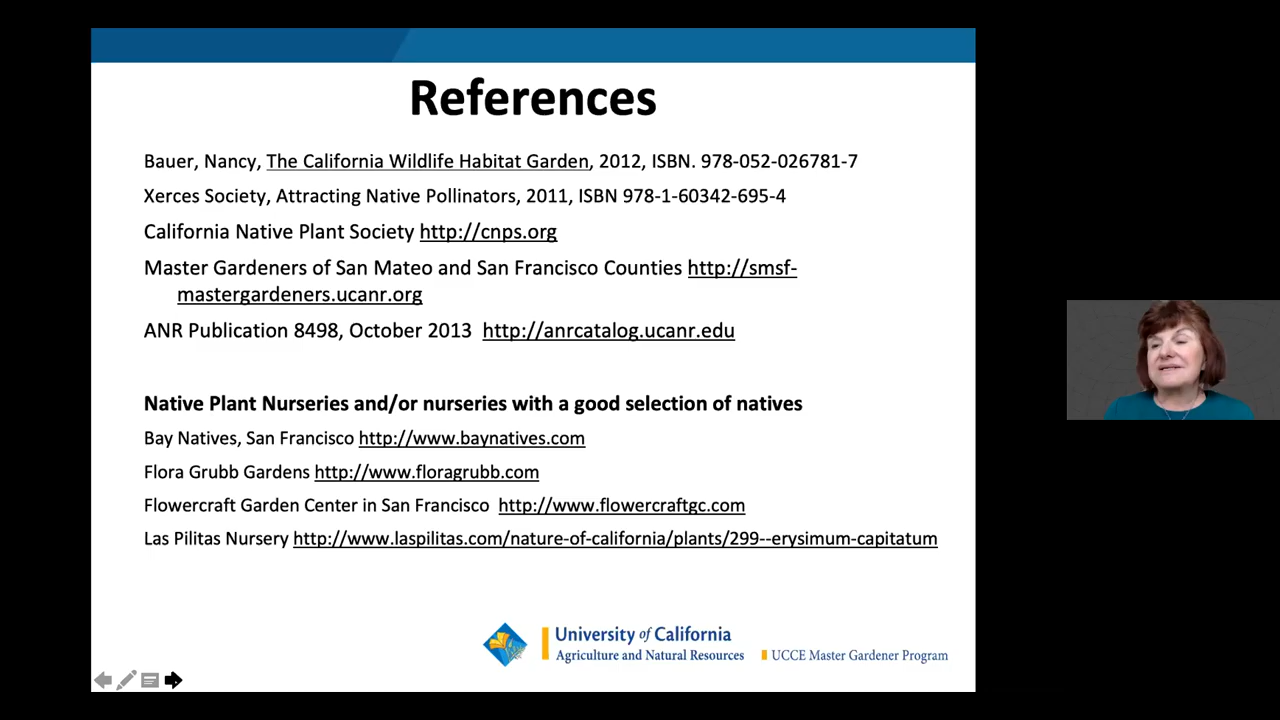 References
Bauer, Nancy, The California Wildlife Habitat Garden, 2012, ISBN. 978-052-026781-7
Xerces Society, Attracting Native Pollinators, 2011, ISBN 978-1-60342-695-4
California Native Plant Society http://cnps.org
Master Gardeners of San Mateo and San Francisco Counties http://smsf-
mastergardeners.ucanr.org
ANR Publication 8498, October 2013 http://anrcatalog.ucanr.edu
Native Plant Nurseries and/or nurseries with a good selection of natives
Bay Natives, San Francisco http://www.baynatives.com
Flora Grubb Gardens http://www.floragrubb.com
Flowercraft Garden Center in San Francisco http://www.flowercraftgc.com
Las Pilitas Nursery http://www.laspilitas.com/nature-of-california/plants/299--erysimum-capitatum
University of California
Agriculture and Natural Resources
UCCE Master Gardener Program